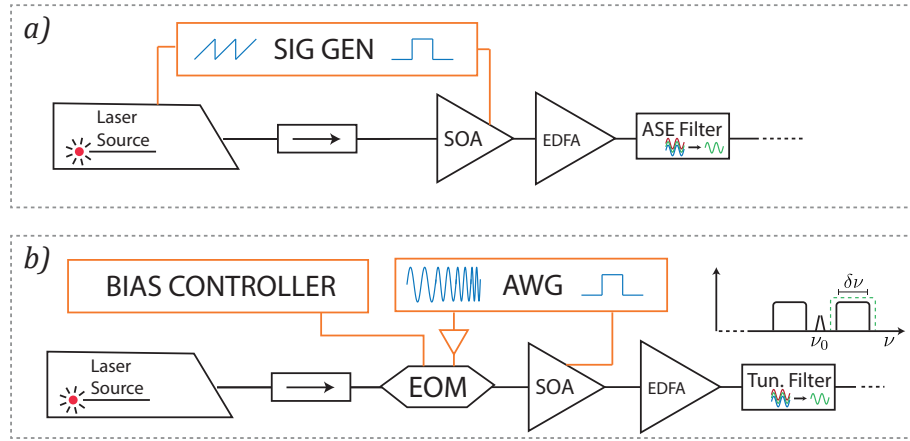 a)
SIG GEN
Laser
Source
SOA
EDFA
ASE Filter
b)
BIAS CONTROLLER
AWG
δν
ν₀
ν
Laser
Source
EOM
SOA
EDFA
Tun. Filter